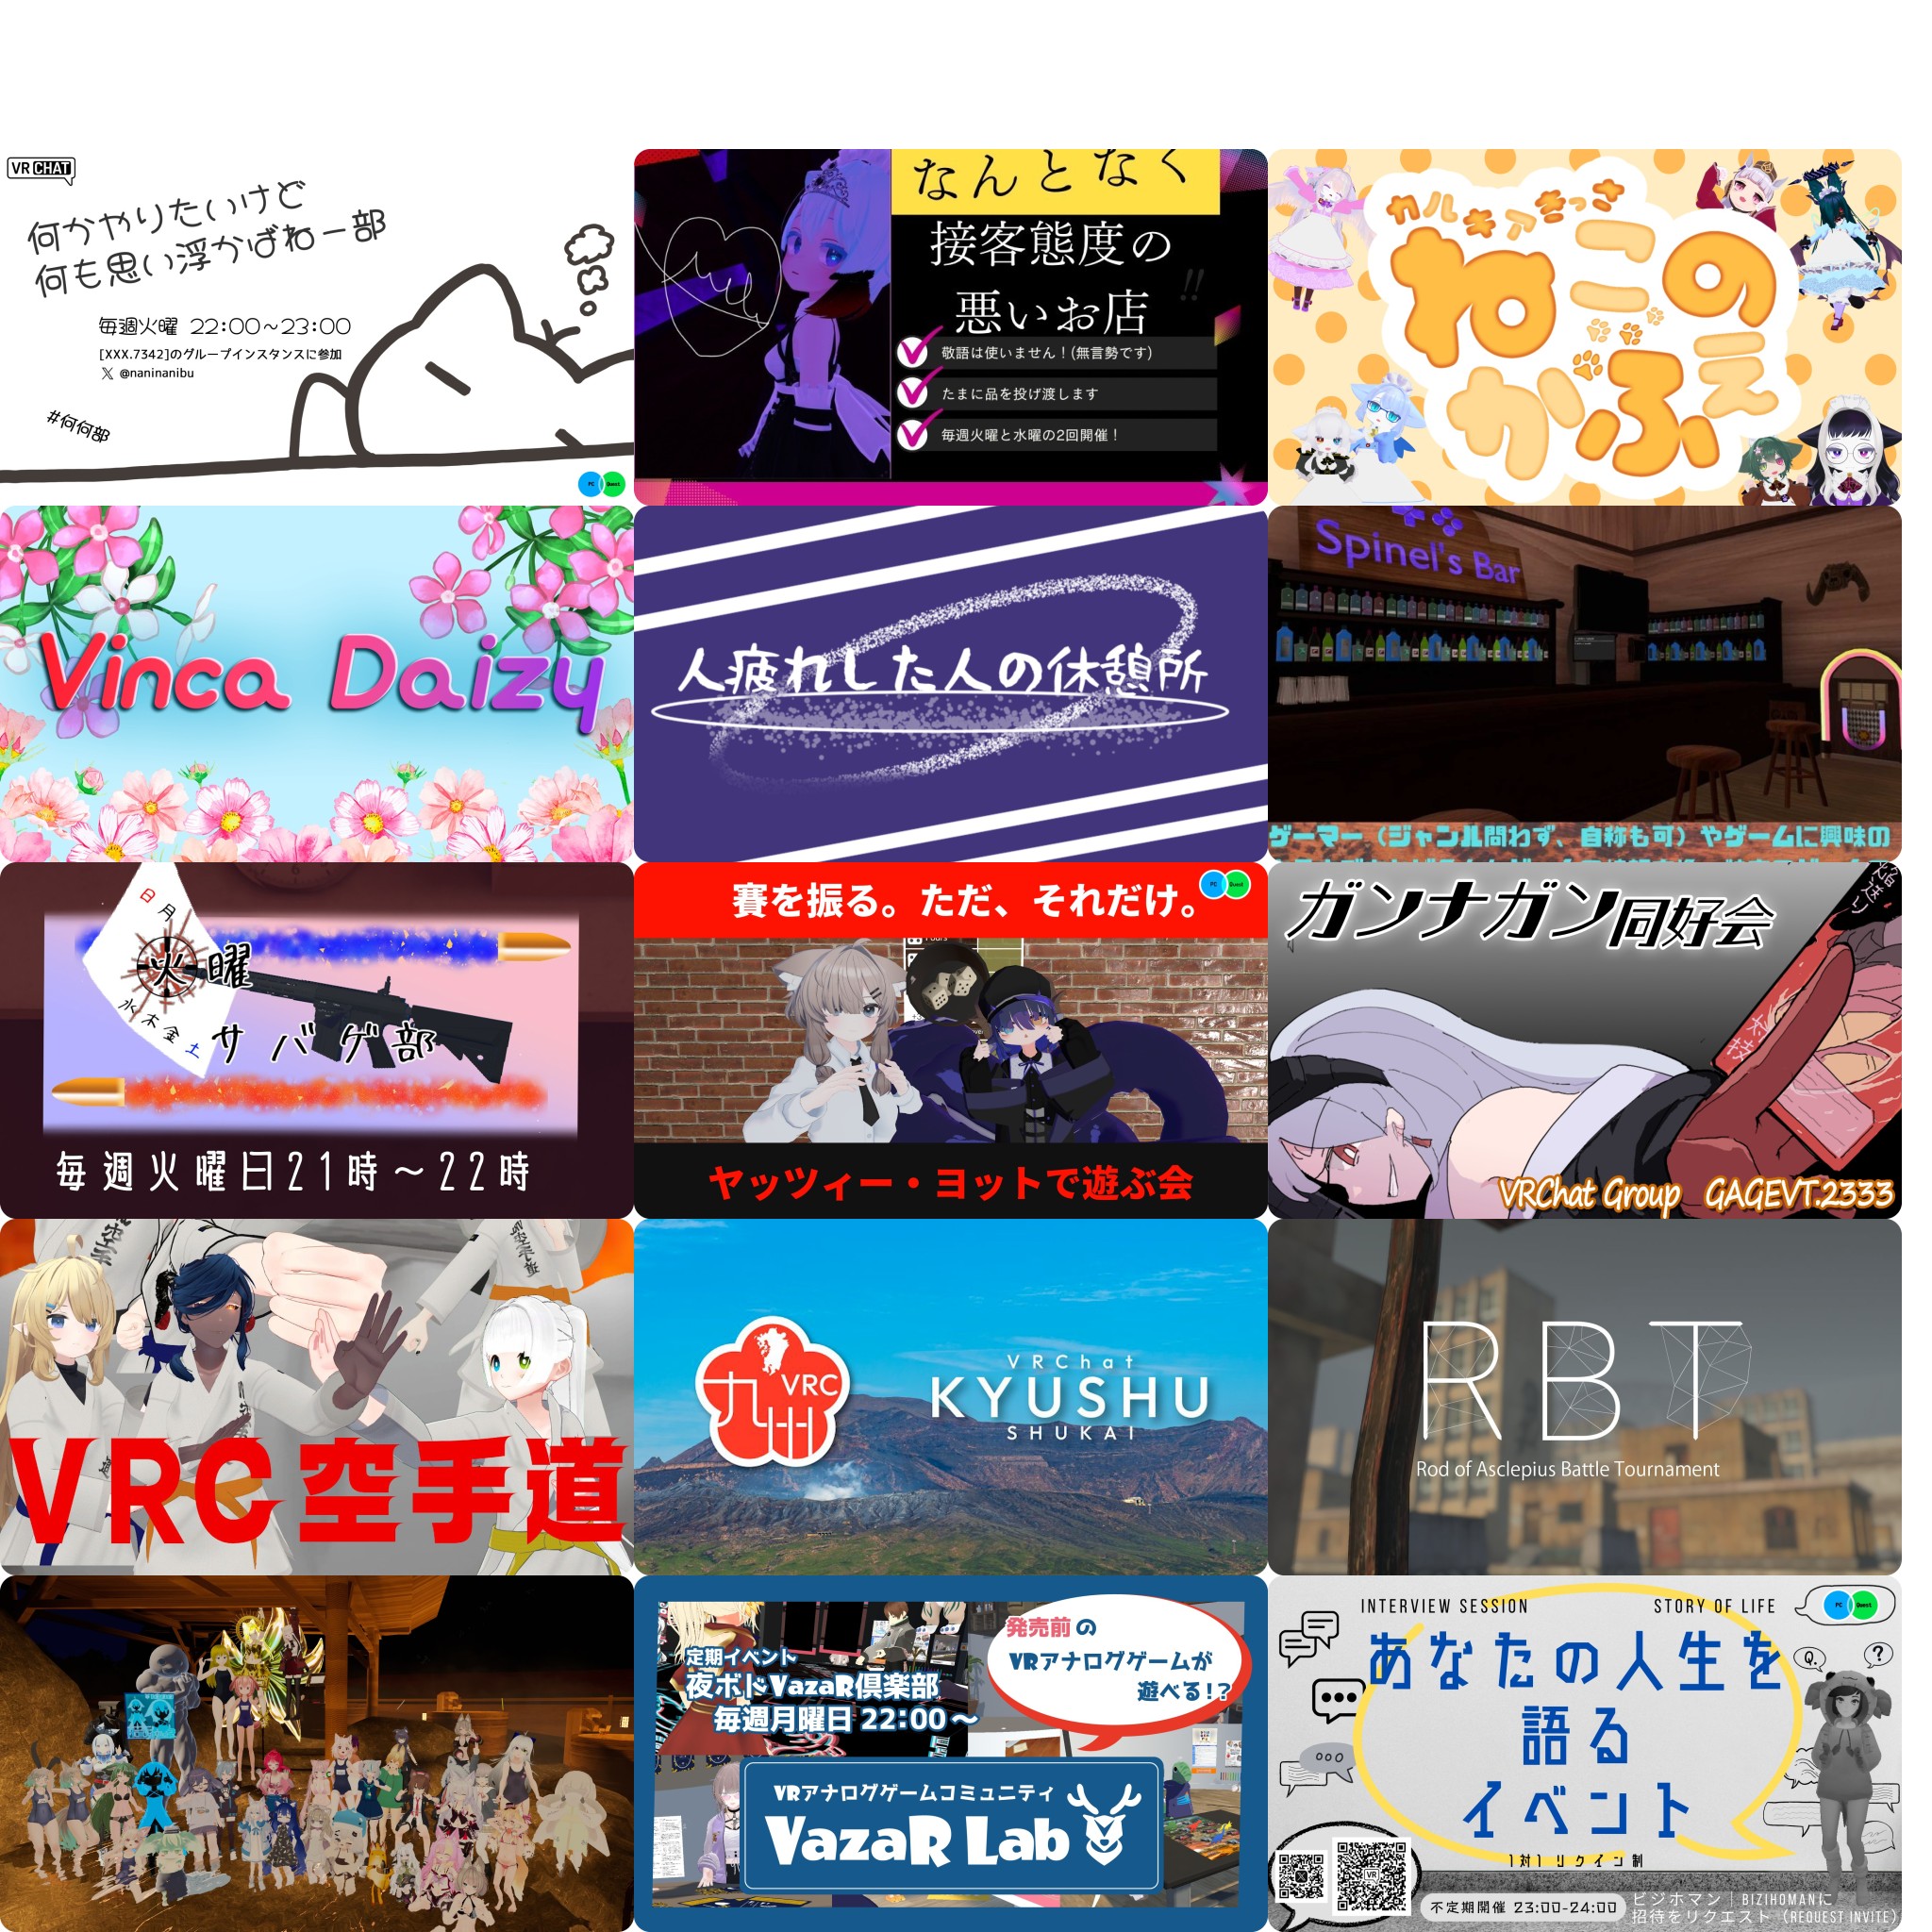 VRCHAT
何かやりたいけど
何も思い浮かばねー部
毎週火曜 22:00~23:00
[XXX.7342]のグループインスタンスに参加
@naninanibu
#何何部
PC Quest
なんとなく
接客態度の
悪いお店
!!
敬語は使いません！(無言勢です)
たまに品を投げ渡します
毎週火曜と水曜の2回開催！
カルキアきっさ
ねこの
かふぇ
Vinca Daizy
人疲れした人の休憩所
Spinel's Bar
ゲーマー（ジャンル問わず、自称も可）やゲームに興味の
日
月
火曜
水
木
金
土
サバゲ部
毎週火曜日21時～22時
賽を振る。ただ、それだけ。
PC Quest
ヤッツィー・ヨットで遊ぶ会
ガンナガン同好会
VRChat Group GAGEVT.2333
VRC空手道
九州
VRC
VRChat
KYUSHU
SHUKAI
RBT
Rod of Asclepius Battle Tournament
定期イベント
夜ボドVazaR倶楽部
毎週月曜日 22:00～
発売前の
VRアナログゲームが
遊べる!?
VRアナログゲームコミュニティ
VazaR Lab
INTERVIEW SESSION
STORY OF LIFE
PC Quest
あなたの人生を
語る
イベント
Q.
?
1対1 リクイン制
不定期開催 23:00-24:00
ビジホマン｜BIZIHOMANに
招待をリクエスト（REQUEST INVITE）